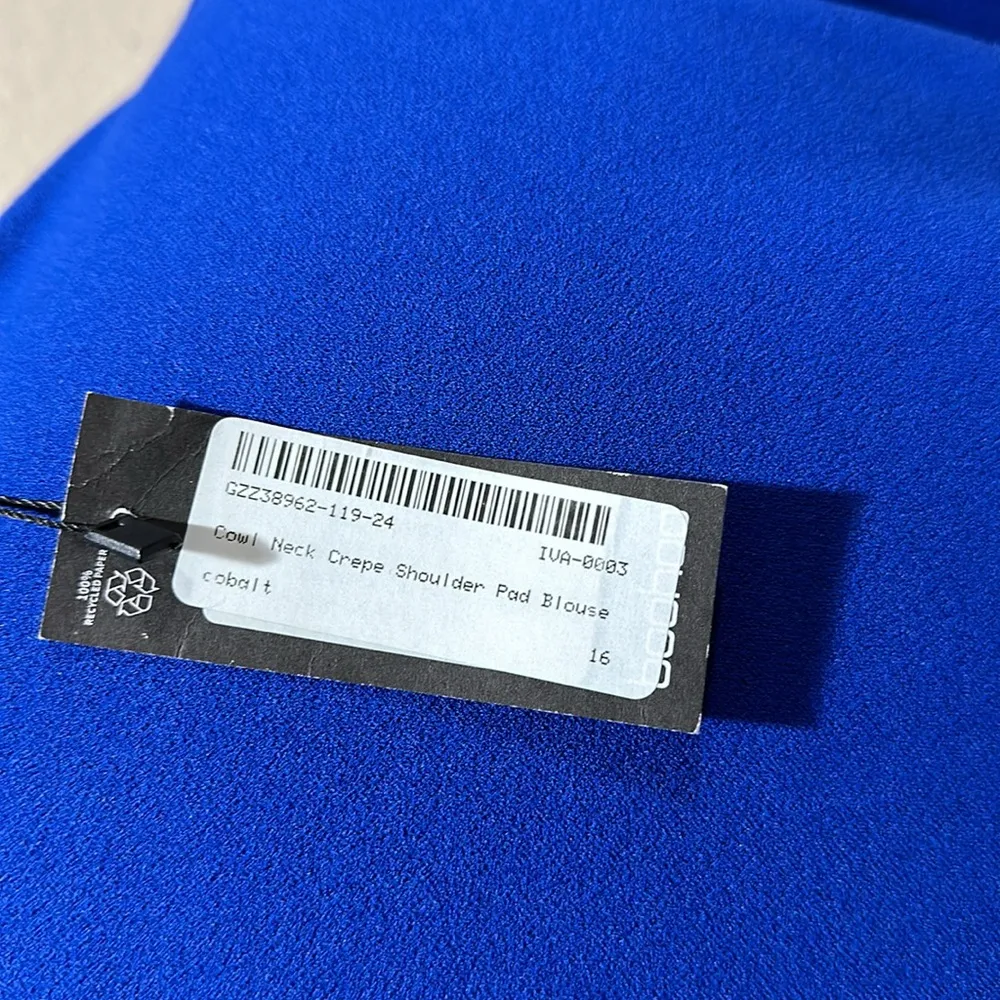 GZZ38962-119-24
IVA-0003
Cowl Neck Crepe Shoulder Pad Blouse
cobalt
16
100%
RECYCLED PAPER
boohoo